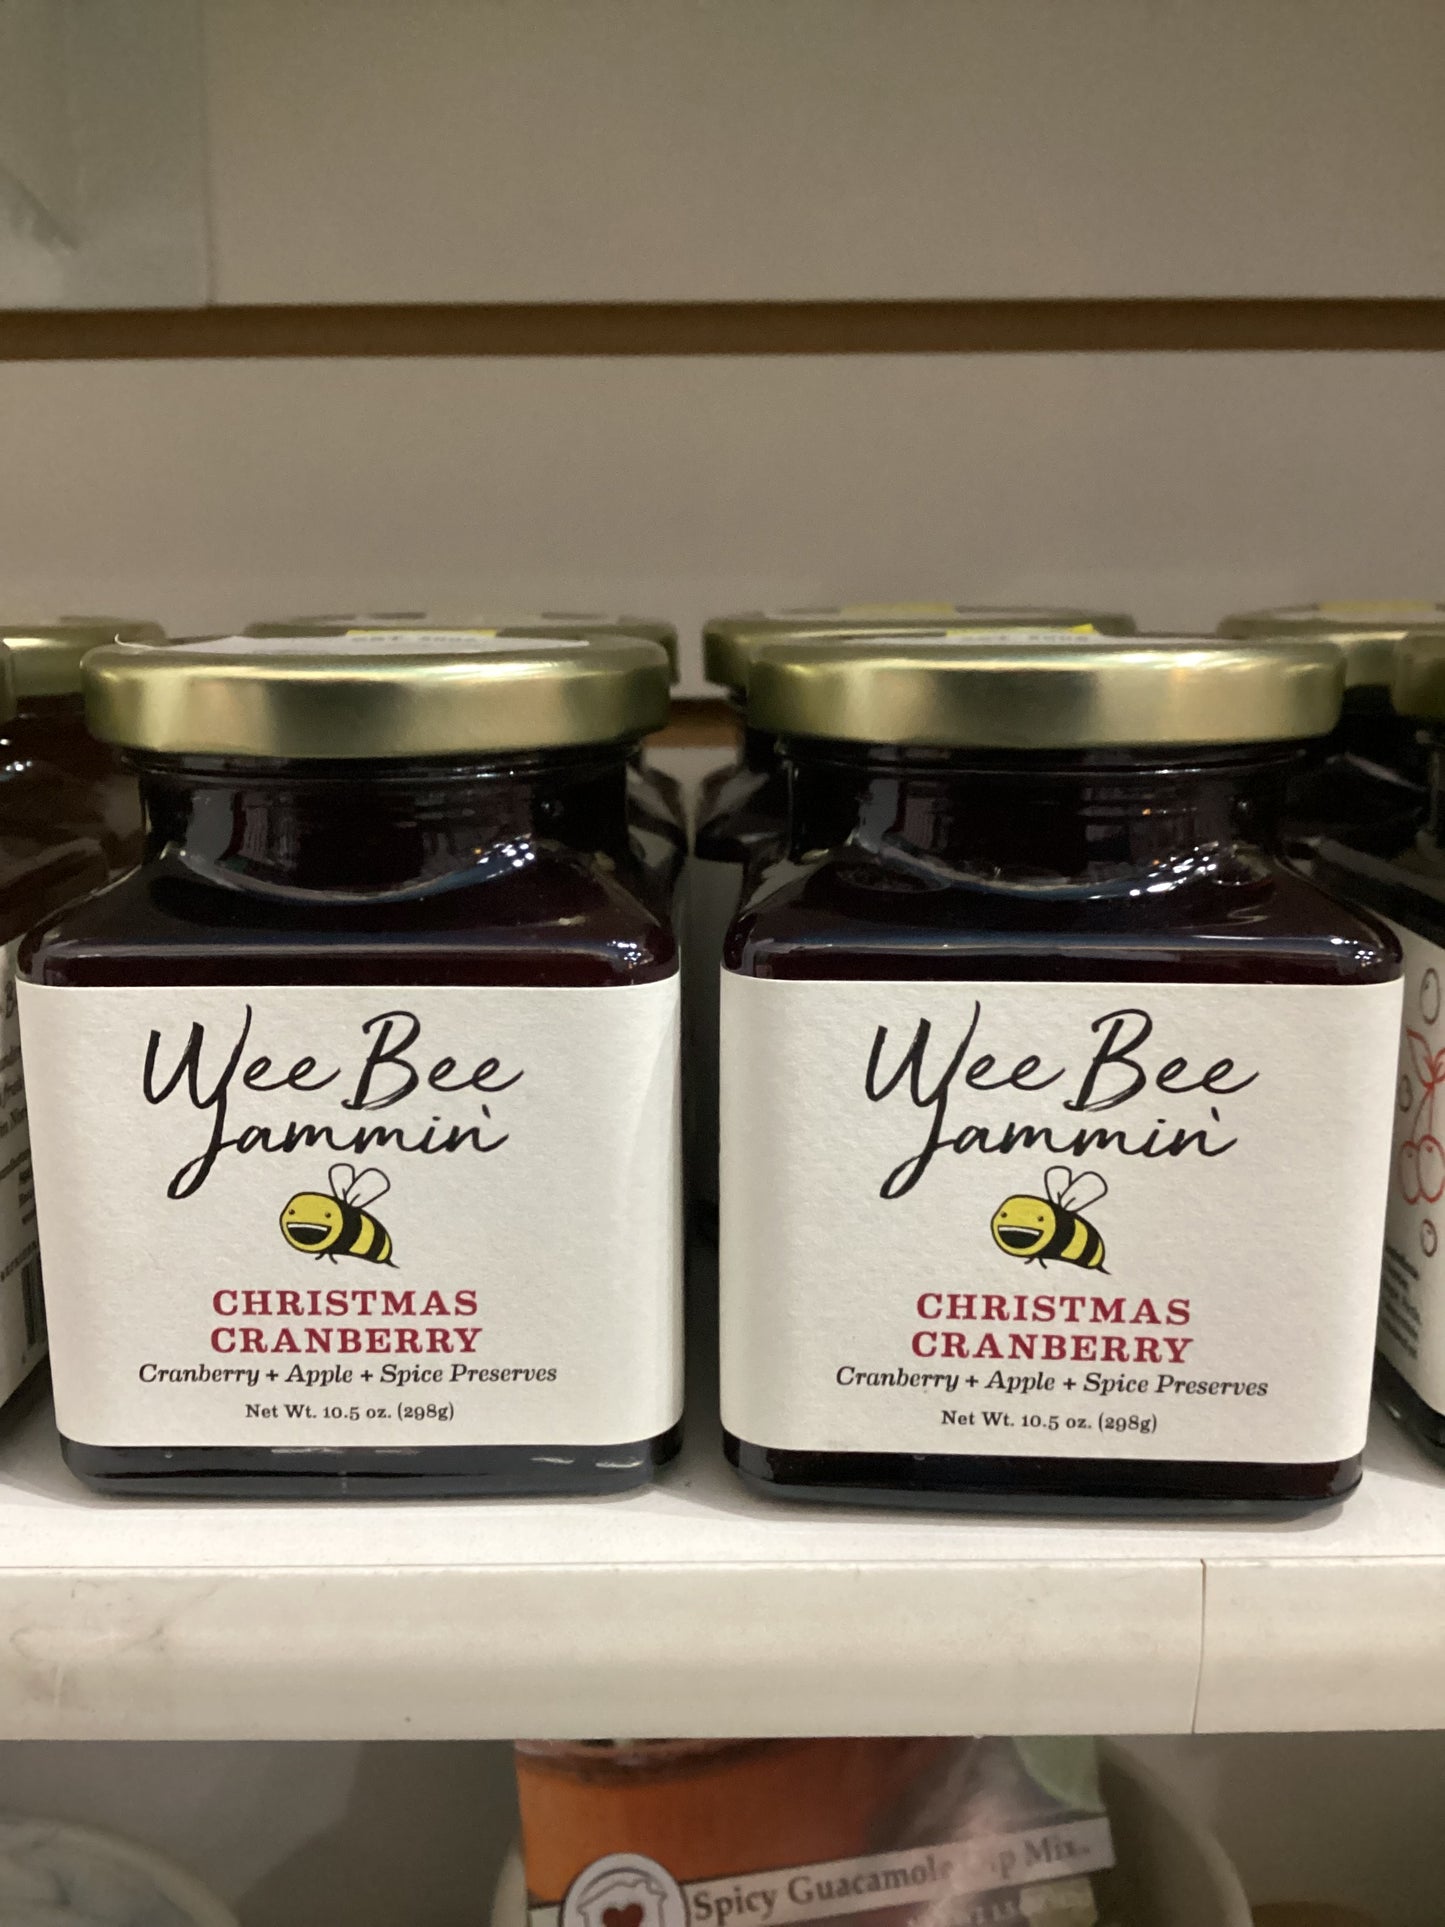 Wee Bee
Jammin'
CHRISTMAS
CRANBERRY
Cranberry + Apple + Spice Preserves
Net Wt. 10.5 oz. (298g)
Wee Bee
Jammin'
CHRISTMAS
CRANBERRY
Cranberry + Apple + Spice Preserves
Net Wt. 10.5 oz. (298g)
Spicy Guacamole Mix